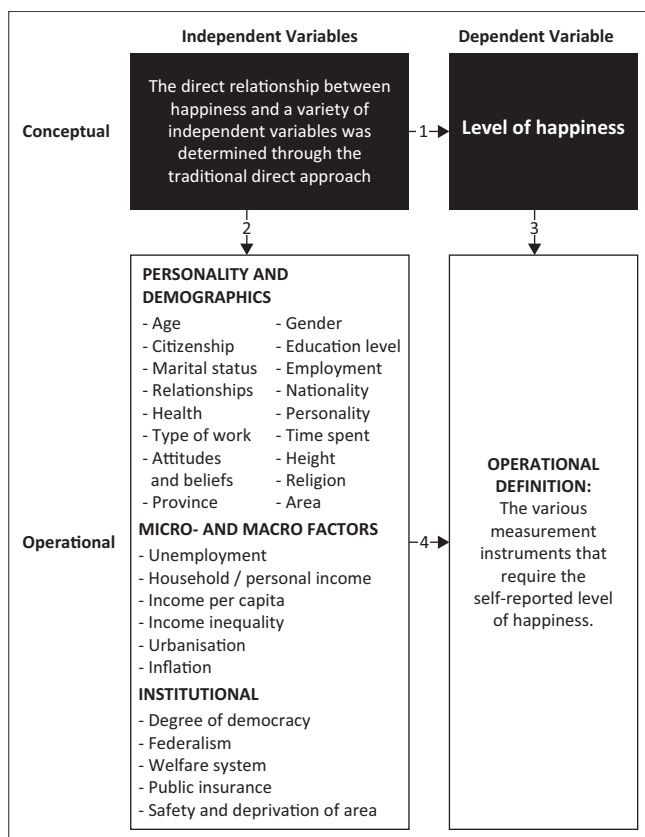 Independent Variables
Dependent Variable
Conceptual
The direct relationship between
happiness and a variety of
independent variables was
determined through the
traditional direct approach
1
Level of happiness
2
3
Operational
PERSONALITY AND
DEMOGRAPHICS
- Age
- Citizenship
- Marital status
- Relationships
- Health
- Type of work
- Attitudes
and beliefs
- Province
- Gender
- Education level
- Employment
- Nationality
- Personality
- Time spent
- Height
- Religion
- Area
MICRO- AND MACRO FACTORS
- Unemployment
- Household / personal income
- Income per capita
- Income inequality
- Urbanisation
- Inflation
INSTITUTIONAL
- Degree of democracy
- Federalism
- Welfare system
- Public insurance
- Safety and deprivation of area
4
OPERATIONAL
DEFINITION:
The various
measurement
instruments that
require the
self-reported level
of happiness.